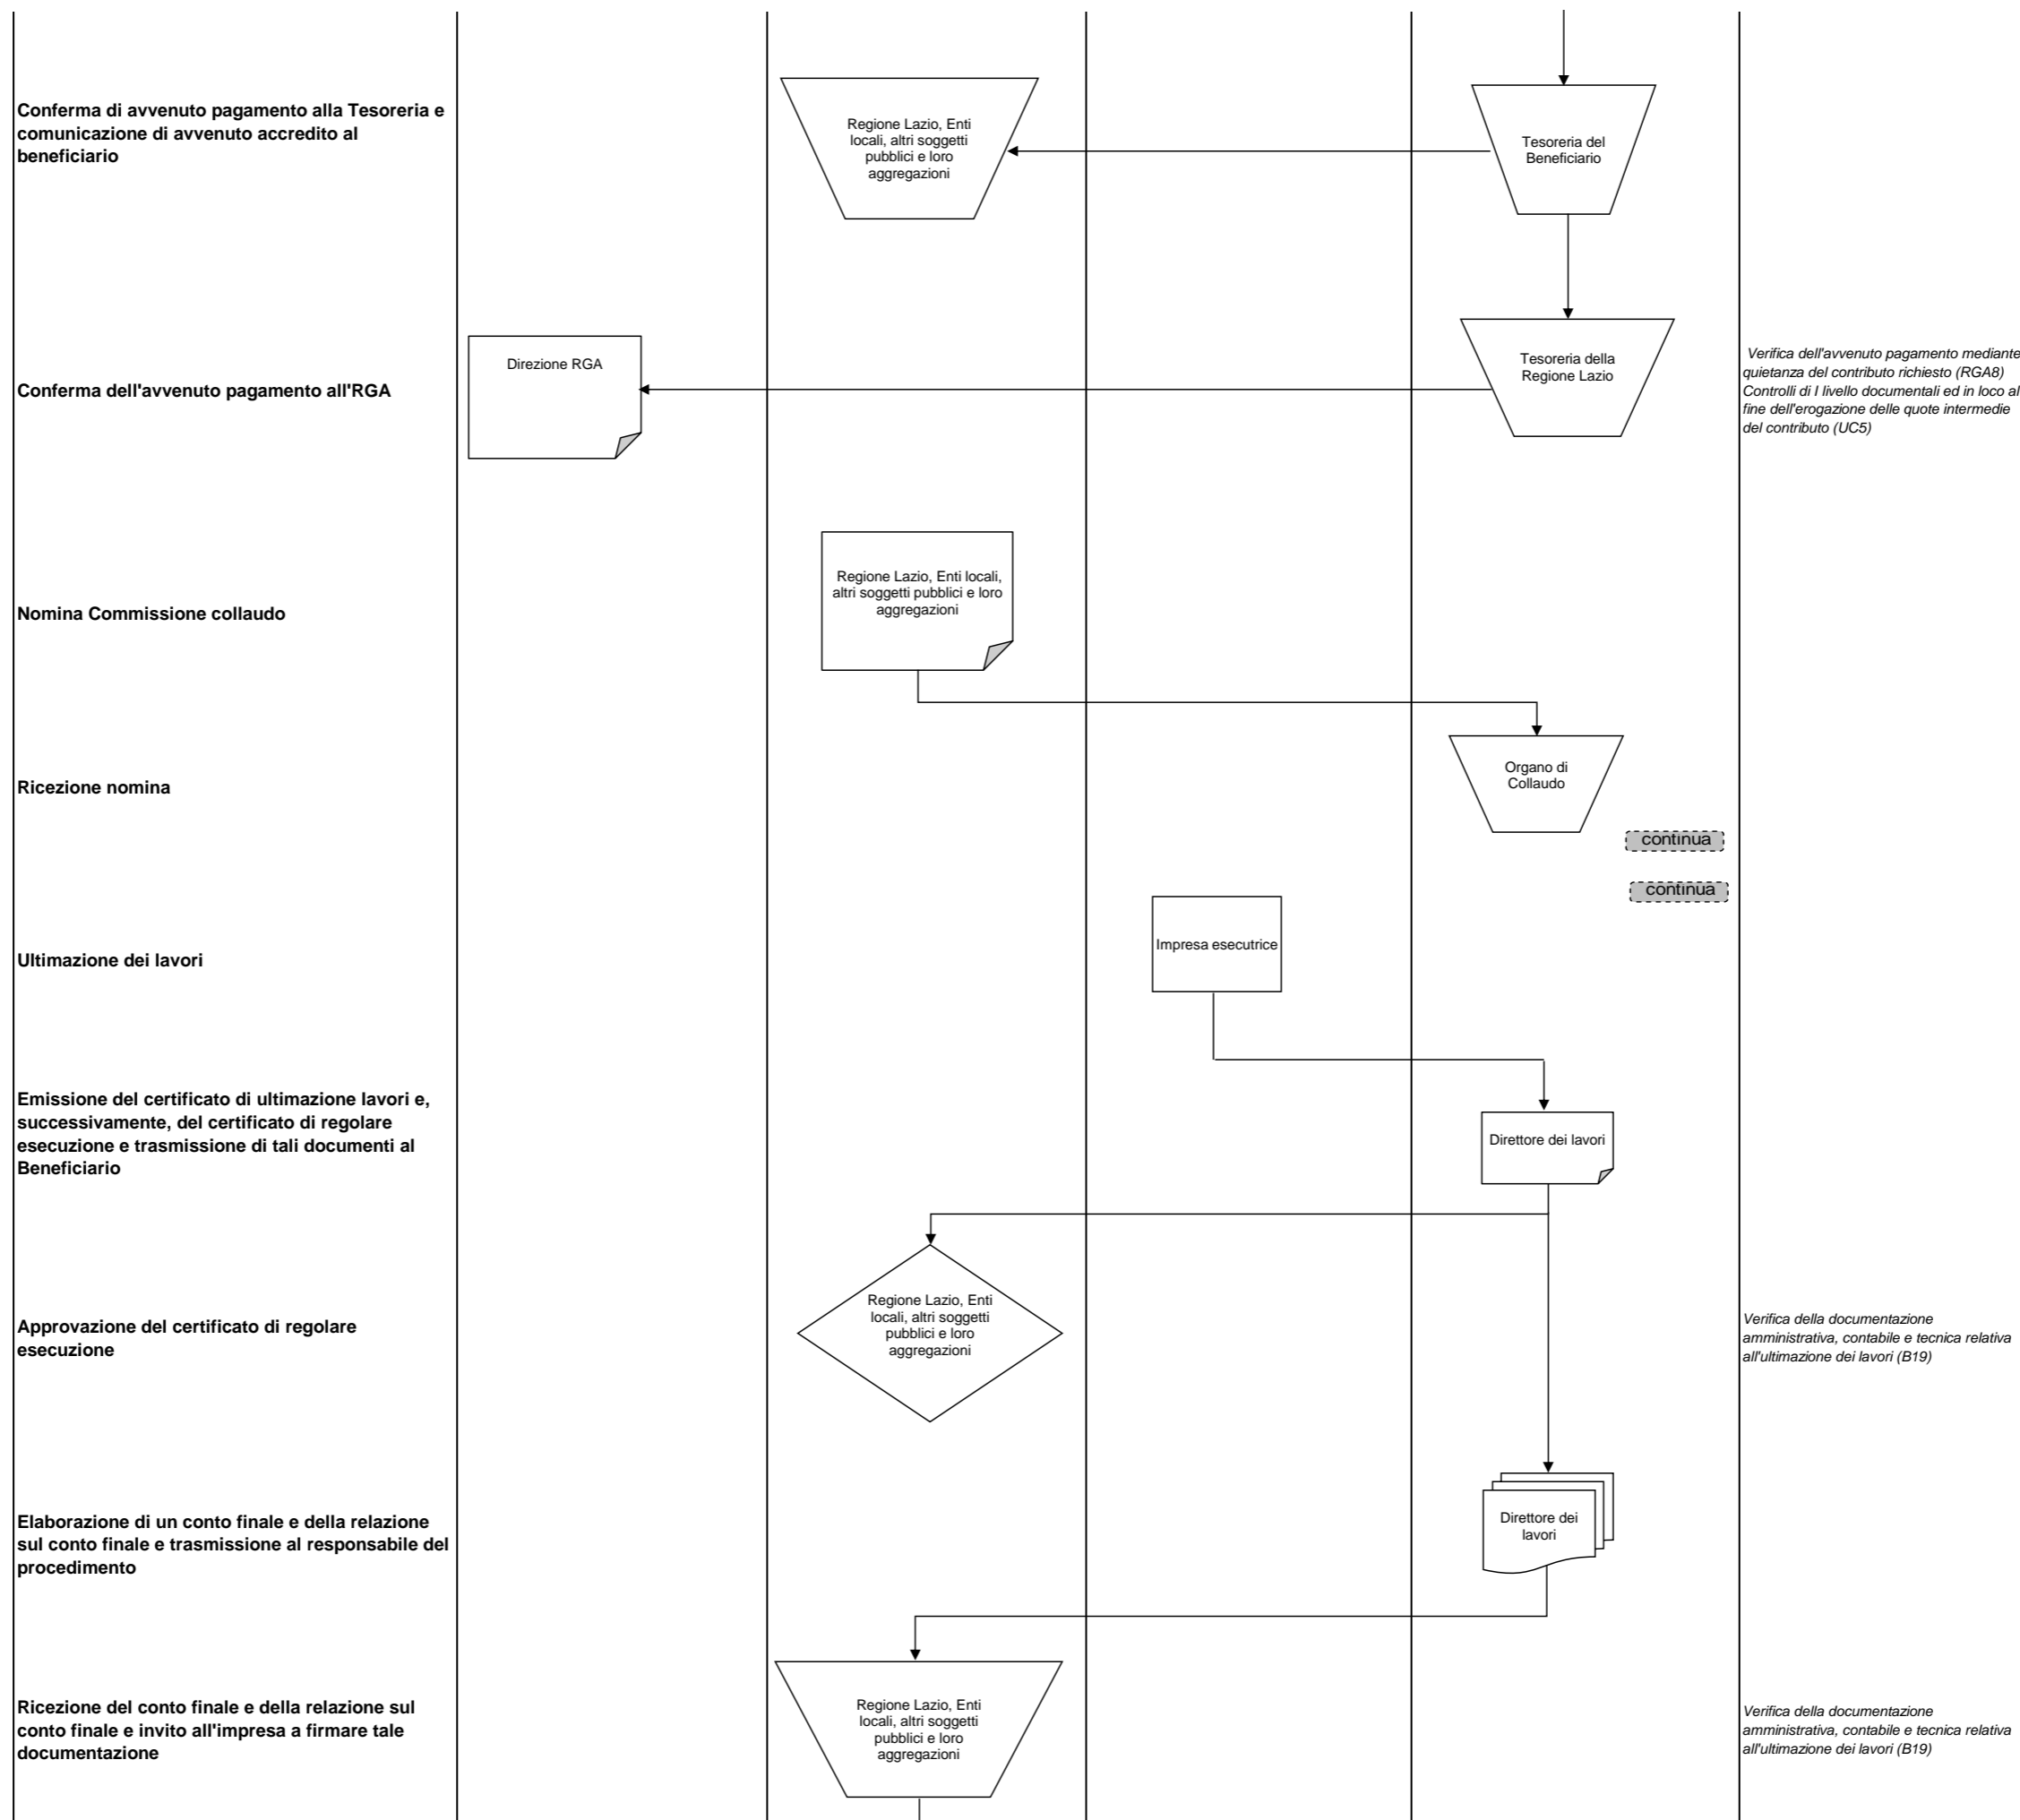 Conferma di avvenuto pagamento alla Tesoreria e
comunicazione di avvenuto accredito al
beneficiario
Regione Lazio, Enti
locali, altri soggetti
pubblici e loro
aggregazioni
Tesoreria del
Beneficiario
Conferma dell'avvenuto pagamento all'RGA
Direzione RGA
Tesoreria della
Regione Lazio
Verifica dell'avvenuto pagamento mediante
quietanza del contributo richiesto (RGA8)
Controlli di I livello documentali ed in loco al
fine dell'erogazione delle quote intermedie
del contributo (UC5)
Nomina Commissione collaudo
Regione Lazio, Enti locali,
altri soggetti pubblici e loro
aggregazioni
Ricezione nomina
Organo di
Collaudo
continua
continua
Ultimazione dei lavori
Impresa esecutrice
Emissione del certificato di ultimazione lavori e,
successivamente, del certificato di regolare
esecuzione e trasmissione di tali documenti al
Beneficiario
Direttore dei lavori
Approvazione del certificato di regolare
esecuzione
Regione Lazio, Enti
locali, altri soggetti
pubblici e loro
aggregazioni
Verifica della documentazione
amministrativa, contabile e tecnica relativa
all'ultimazione dei lavori (B19)
Elaborazione di un conto finale e della relazione
sul conto finale e trasmissione al responsabile del
procedimento
Direttore dei
lavori
Ricezione del conto finale e della relazione sul
conto finale e invito all'impresa a firmare tale
documentazione
Regione Lazio, Enti
locali, altri soggetti
pubblici e loro
aggregazioni
Verifica della documentazione
amministrativa, contabile e tecnica relativa
all'ultimazione dei lavori (B19)